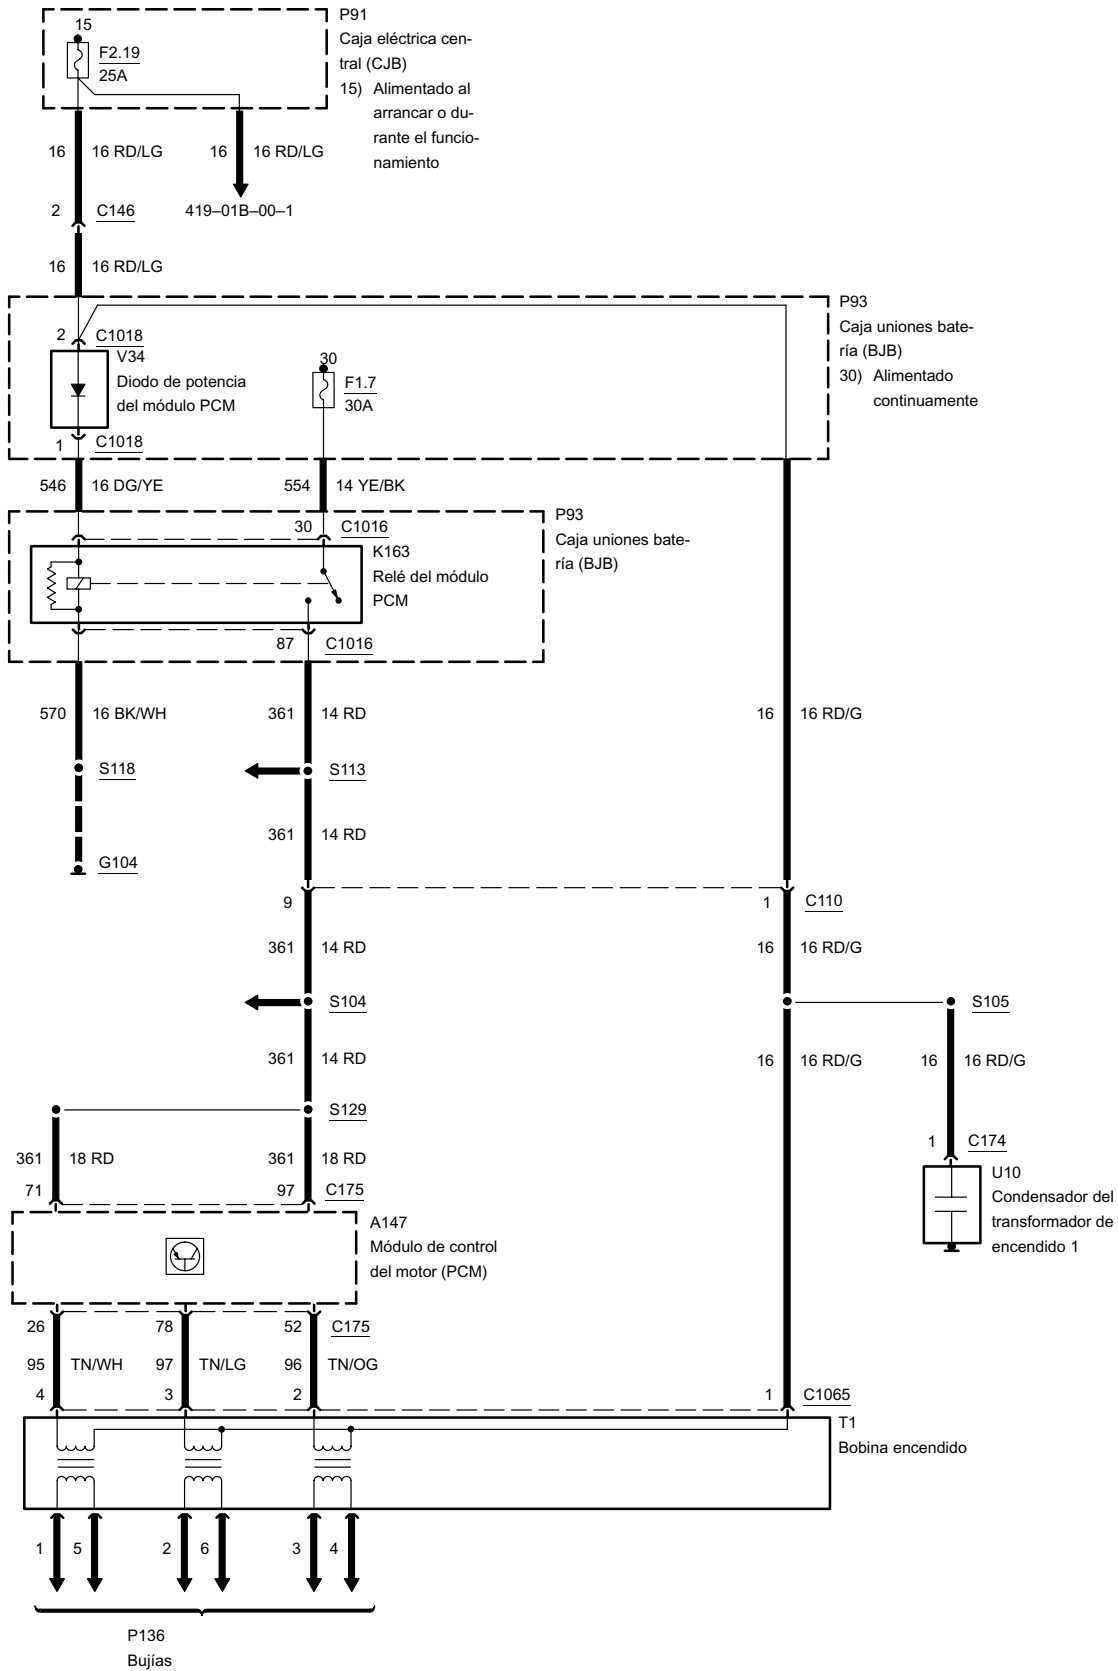 15
F2.19
25A
P91
Caja eléctrica cen-
tral (CJB)
15) Alimentado al
arrancar o du-
rante el funcio-
namiento
16 16 RD/LG 16 16 RD/LG
2 C146 419–01B–00–1
16 16 RD/LG
P93
Caja uniones bate-
ría (BJB)
30) Alimentado
continuamente
2 C1018
V34
Diodo de potencia
del módulo PCM
30
F1.7
30A
1 C1018
546 16 DG/YE 554 14 YE/BK
P93
Caja uniones bate-
ría (BJB)
30 C1016
K163
Relé del módulo
PCM
87 C1016
570 16 BK/WH 361 14 RD 16 16 RD/G
S118 S113
361 14 RD
G104
9 1 C110
361 14 RD 16 16 RD/G
S104 S105
361 14 RD 16 16 RD/G 16 16 RD/G
S129
1 C174
361 18 RD 361 18 RD
71 97 C175
U10
Condensador del
transformador de
encendido 1
A147
Módulo de control
del motor (PCM)
26 78 52 C175
95 TN/WH 97 TN/LG 96 TN/OG
4 3 2 1 C1065
T1
Bobina encendido
1 5 2 6 3 4
P136
Bujías